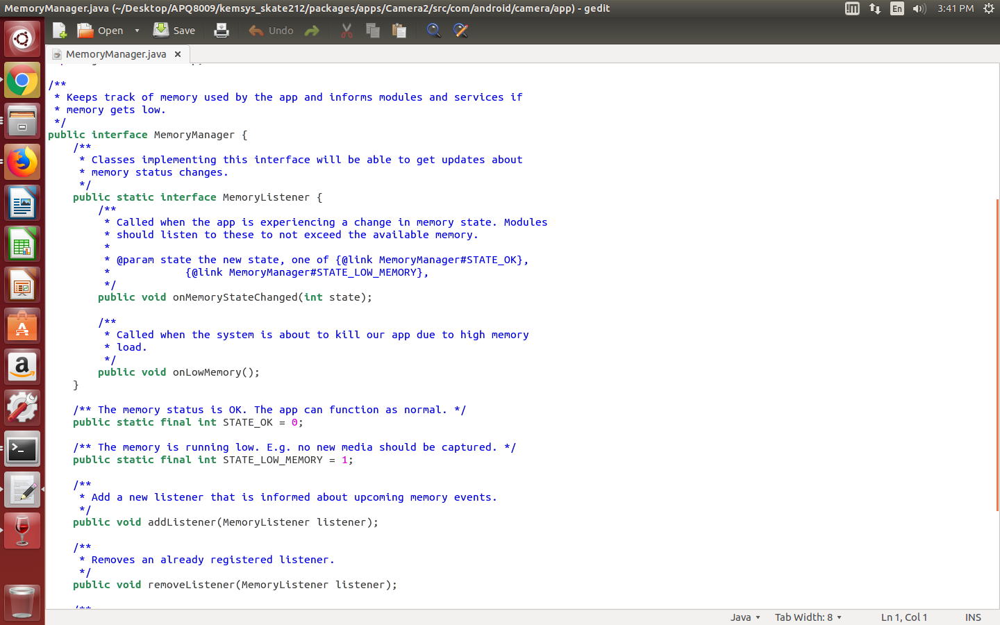 MemoryManager.java (~/Desktop/APQ8009/kemsys_skate212/packages/apps/Camera2/src/com/android/camera/app) - gedit
En
3:41 PM
Open
Save
Undo
MemoryManager.java ×
/**
 * Keeps track of memory used by the app and informs modules and services if
 * memory gets low.
 */
public interface MemoryManager {
    /**
     * Classes implementing this interface will be able to get updates about
     * memory status changes.
     */
    public static interface MemoryListener {
        /**
         * Called when the app is experiencing a change in memory state. Modules
         * should listen to these to not exceed the available memory.
         *
         * @param state the new state, one of {@link MemoryManager#STATE_OK},
         *            {@link MemoryManager#STATE_LOW_MEMORY},
         */
        public void onMemoryStateChanged(int state);
        /**
         * Called when the system is about to kill our app due to high memory
         * load.
         */
        public void onLowMemory();
    }
    /** The memory status is OK. The app can function as normal. */
    public static final int STATE_OK = 0;
    /** The memory is running low. E.g. no new media should be captured. */
    public static final int STATE_LOW_MEMORY = 1;
    /**
     * Add a new listener that is informed about upcoming memory events.
     */
    public void addListener(MemoryListener listener);
    /**
     * Removes an already registered listener.
     */
    public void removeListener(MemoryListener listener);
    /**
Java
Tab Width: 8
Ln 1, Col 1
INS